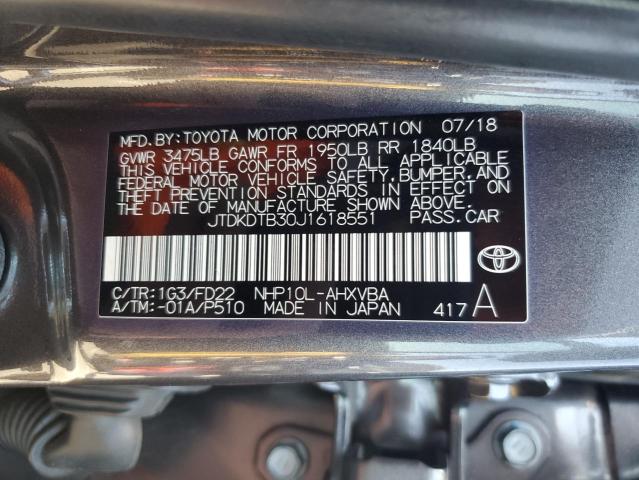 MFD.BY:TOYOTA MOTOR CORPORATION 07/18
GVWR 3475LB GAWR FR 1950LB RR 1840LB
THIS VEHICLE CONFORMS TO ALL APPLICABLE
FEDERAL MOTOR VEHICLE SAFETY,BUMPER,AND
THEFT PREVENTION STANDARDS IN EFFECT ON
THE DATE OF MANUFACTURE SHOWN ABOVE.
JTDKDTB30J1618551 PASS.CAR
C/TR:1G3/FD22 NHP10L-AHXVBA
A/TM:-01A/P510 MADE IN JAPAN 417 A